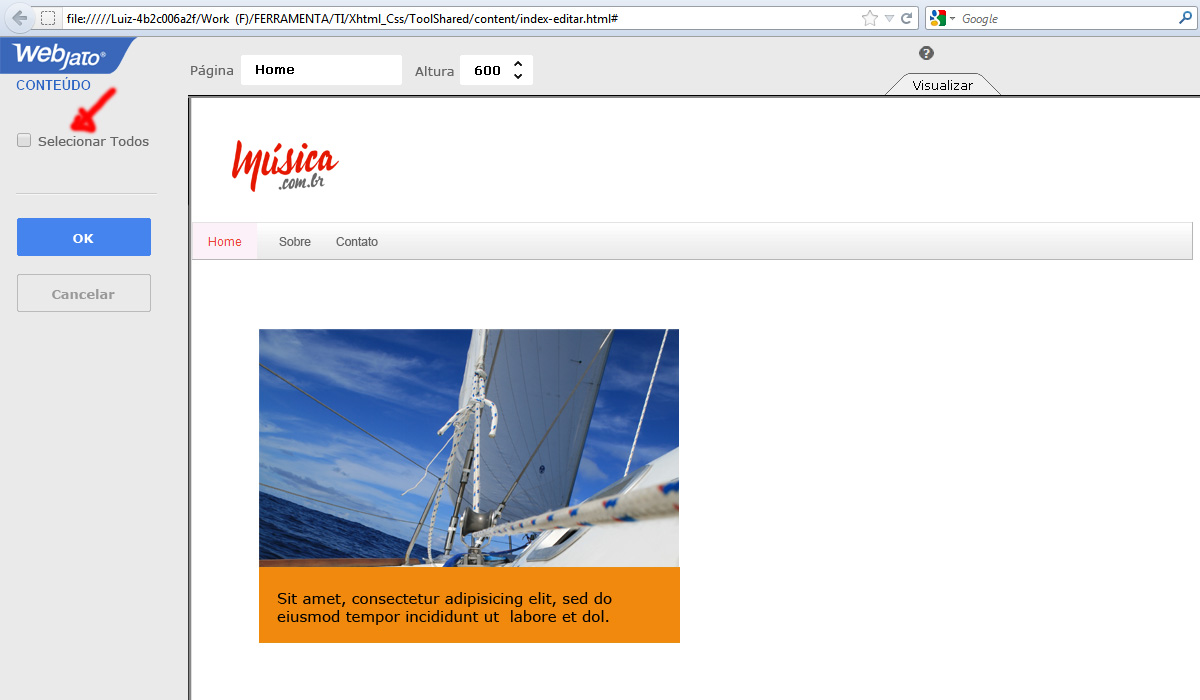 file://///Luiz-4b2c006a2f/Work (F)/FERRAMENTA/TI/Xhtml_Css/ToolShared/content/index-editar.html#
Google
Webjato®
CONTEÚDO
Página
Home
Altura
600
?
Visualizar
Selecionar Todos
OK
Cancelar
Música
.com.br
Home Sobre Contato
Sit amet, consectetur adipisicing elit, sed do
eiusmod tempor incididunt ut labore et dol.